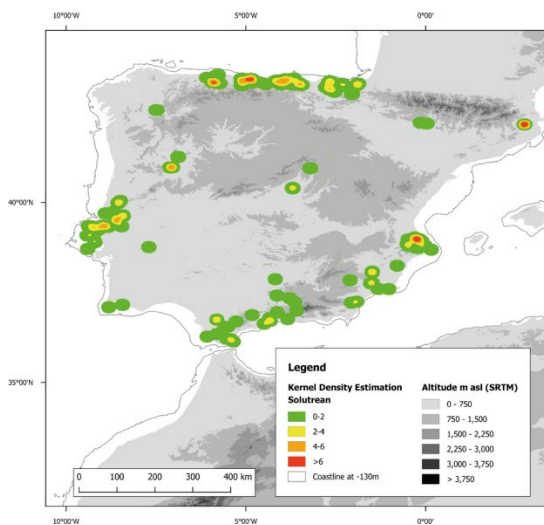 10°00'W 5°00'W 0°00'
40°00'N
35°00'N
Legend
Kernel Density Estimation
Solutrean
0-2
2-4
4-6
>6
Coastline at -130m
Altitude m asl (SRTM)
0 - 750
750 - 1,500
1,500 - 2,250
2,250 - 3,000
3,000 - 3,750
> 3,750
0 100 200 300 400 km
10°00'W 5°00'W 0°00'